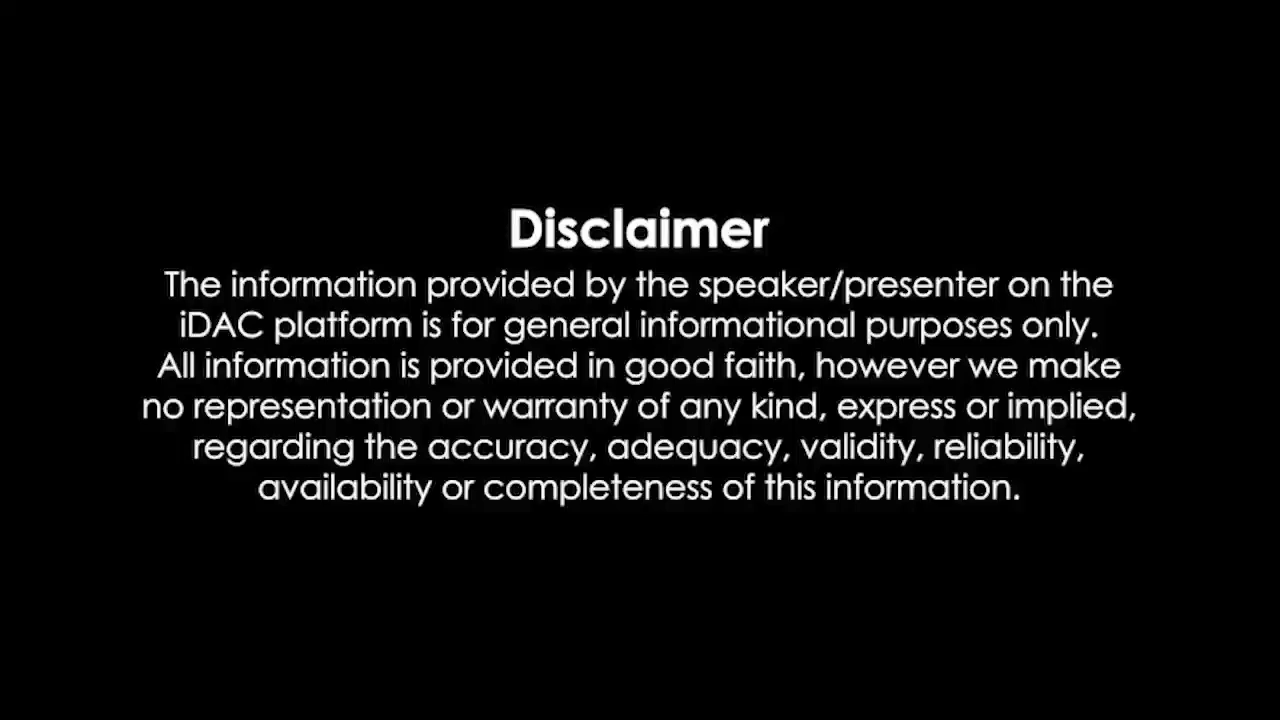 Disclaimer
The information provided by the speaker/presenter on the
iDAC platform is for general informational purposes only.
All information is provided in good faith, however we make
no representation or warranty of any kind, express or implied,
regarding the accuracy, adequacy, validity, reliability,
availability or completeness of this information.